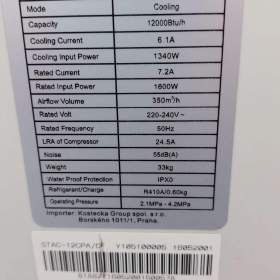 Mode Cooling
Capacity 12000Btu/h
Cooling Current 6.1A
Cooling Input Power 1340W
Rated Current 7.2A
Rated Input Power 1600W
Airflow Volume 350m³/h
Rated Volt 220-240V~
Rated Frequency 50Hz
LRA of Compressor 24.5A
Noise 55dB(A)
Weight 33kg
Water Proof Protection IPX0
Refrigerant/Charge R410A/0.60kg
Operating Pressure 2.1MPa - 4.2MPa
Importer Kostecka Group spol. s r.o.
Borského 1011/1, Praha
STAC-12CPA/D Y105100005 16052001